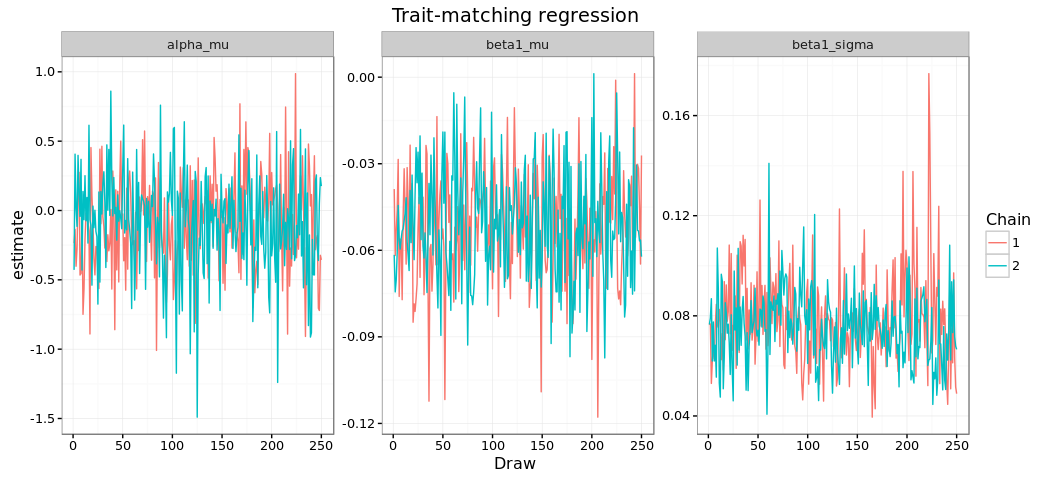 Trait-matching regression
alpha_mu
beta1_mu
beta1_sigma
estimate
1.0
0.5
0.0
-0.5
-1.0
-1.5
0.00
-0.03
-0.06
-0.09
-0.12
0.16
0.12
0.08
0.04
0 50 100 150 200 250
0 50 100 150 200 250
0 50 100 150 200 250
Draw
Chain
1
2